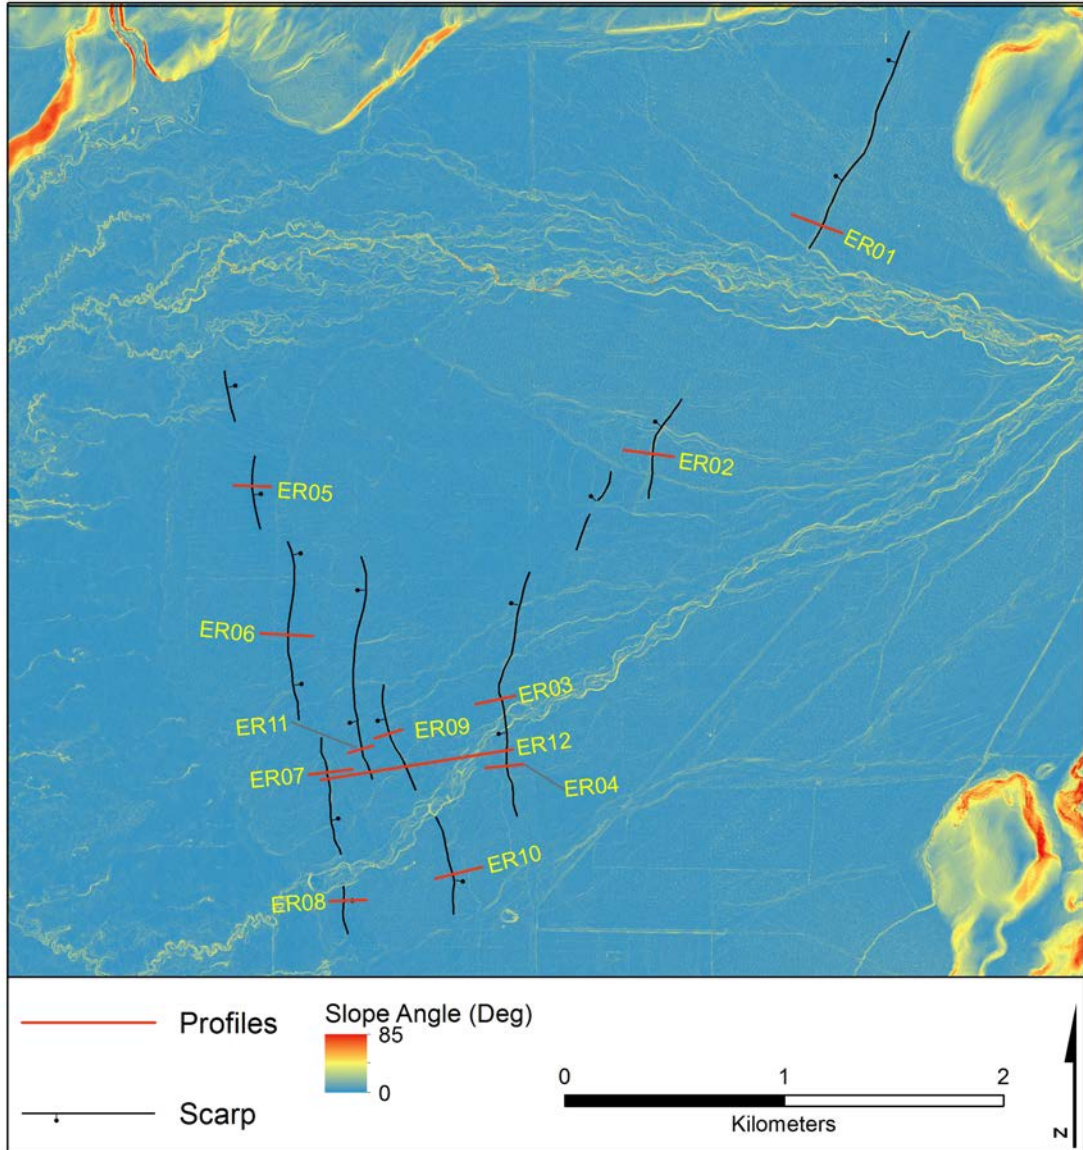 ER01
ER02
ER05
ER06
ER03
ER11
ER09
ER12
ER07
ER04
ER10
ER08
Profiles
Scarp
Slope Angle (Deg)
85
0
0
1
2
Kilometers
N